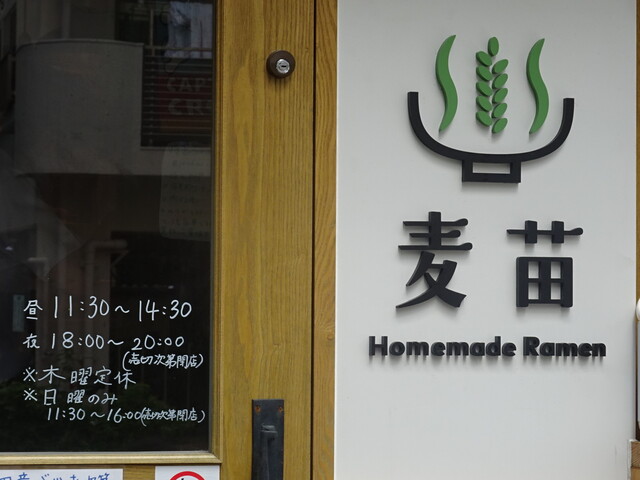 昼 11:30〜14:30
夜 18:00〜20:00
(売切次第閉店)
※木曜定休
※日曜のみ
11:30〜16:00(売切次第閉店)
麦苗
Homemade Ramen